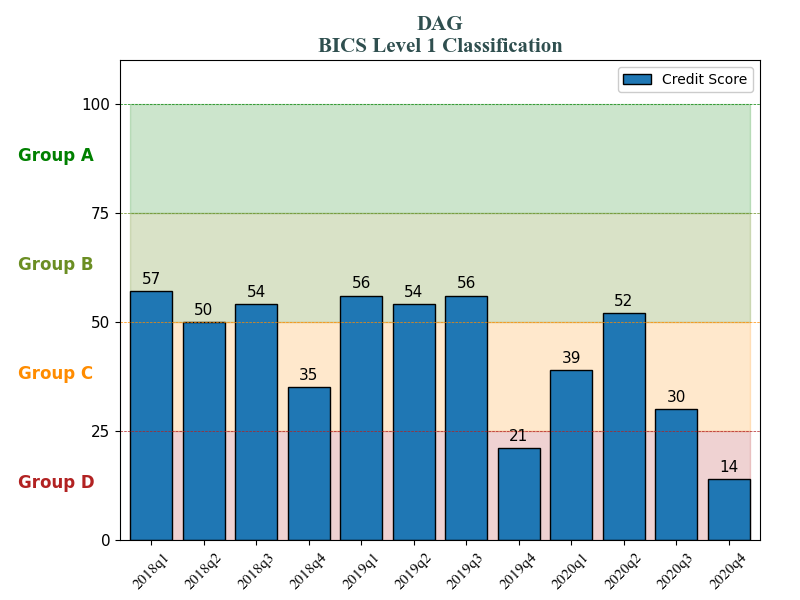 DAG
BICS Level 1 Classification
Credit Score
100
Group A
75
Group B
57
50
54
35
56
54
56
21
39
52
30
14
50
Group C
25
Group D
0
2018q1
2018q2
2018q3
2018q4
2019q1
2019q2
2019q3
2019q4
2020q1
2020q2
2020q3
2020q4